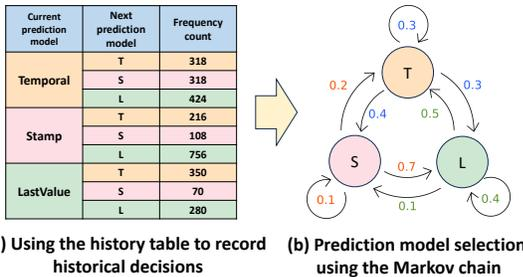 Current prediction model Next prediction model Frequency count
Temporal T 318
S 318
L 424
Stamp T 216
S 108
L 756
LastValue T 350
S 70
L 280
0.3
T
0.2 0.3
0.4 0.5
S L
0.7
0.1 0.1 0.4
) Using the history table to record
historical decisions
(b) Prediction model selection
using the Markov chain